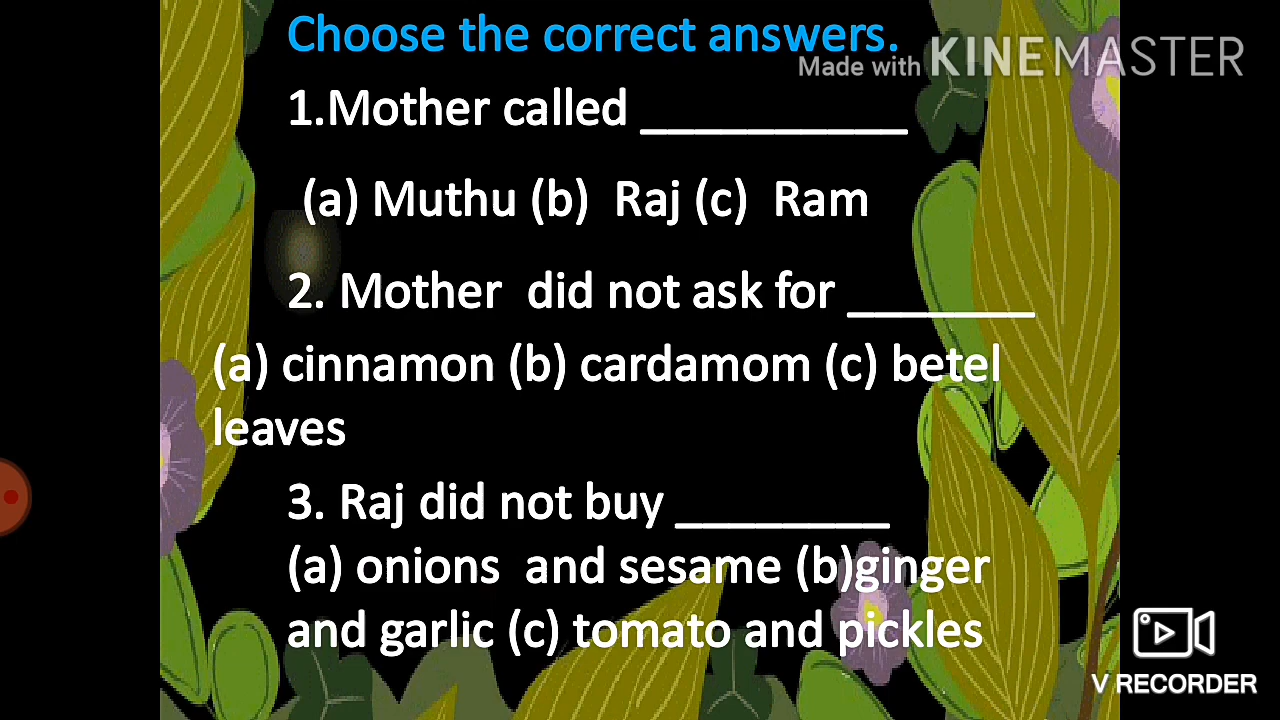 Choose the correct answers.
Made with KINEMASTER
1.Mother called __________
(a) Muthu (b) Raj (c) Ram
2. Mother did not ask for _______
(a) cinnamon (b) cardamom (c) betel
leaves
3. Raj did not buy ________
(a) onions and sesame (b)ginger
and garlic (c) tomato and pickles
V RECORDER